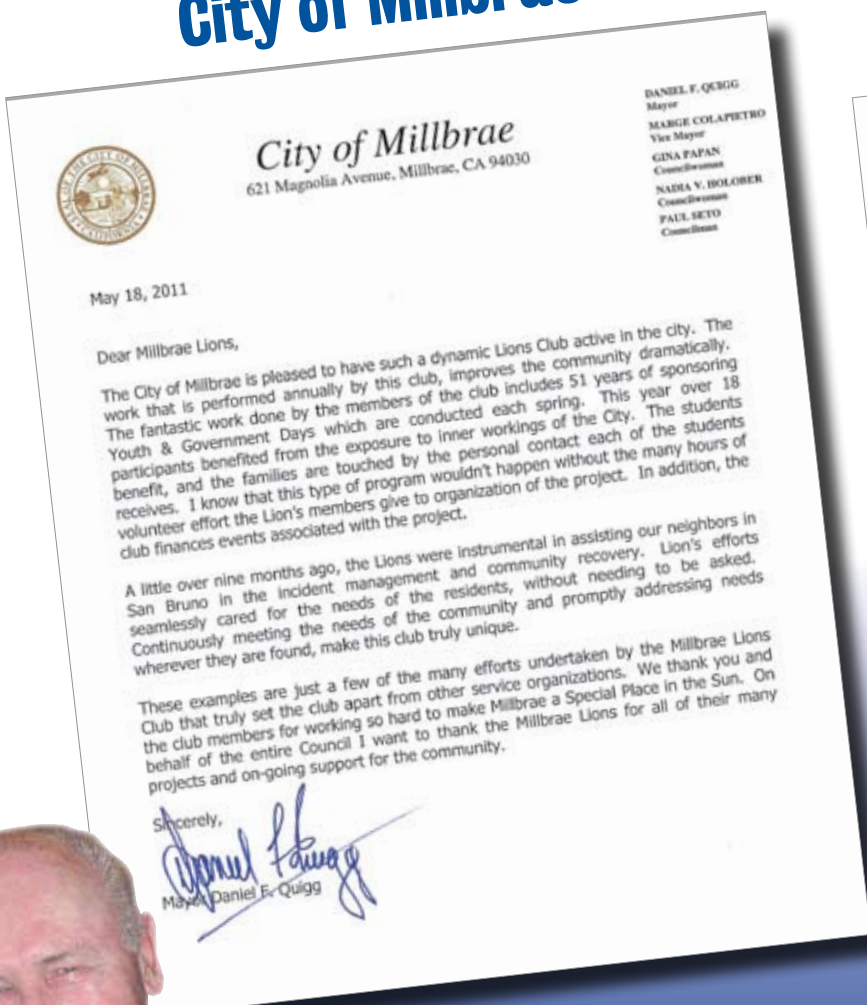 City of Millbrae
City of Millbrae
621 Magnolia Avenue, Millbrae, CA 94030
DANIEL F. QUIGG
Mayor
MARGE COLAPIETRO
Vice Mayor
GINA PAPAN
Councilwoman
NADIA V. HOLOBER
Councilwoman
PAUL SETO
Councilman
SEAL OF THE CITY OF MILLBRAE
CALIFORNIA
May 18, 2011
Dear Millbrae Lions,
The City of Millbrae is pleased to have such a dynamic Lions Club active in the city. The
work that is performed annually by this club, improves the community dramatically.
The fantastic work done by the members of the club includes 51 years of sponsoring
Youth & Government Days which are conducted each spring. This year over 18
participants benefited from the exposure to inner workings of the City. The students
benefit, and the families are touched by the personal contact each of the students
receives. I know that this type of program wouldn't happen without the many hours of
volunteer effort the Lion's members give to organization of the project. In addition, the
club finances events associated with the project.
A little over nine months ago, the Lions were instrumental in assisting our neighbors in
San Bruno in the incident management and community recovery. Lion's efforts
seamlessly cared for the needs of the residents, without needing to be asked.
Continuously meeting the needs of the community and promptly addressing needs
wherever they are found, make this club truly unique.
These examples are just a few of the many efforts undertaken by the Millbrae Lions
Club that truly set the club apart from other service organizations. We thank you and
the club members for working so hard to make Millbrae a Special Place in the Sun. On
behalf of the entire Council I want to thank the Millbrae Lions for all of their many
projects and on-going support for the community.
Sincerely,
Daniel F Quigg
Mayor Daniel F. Quigg